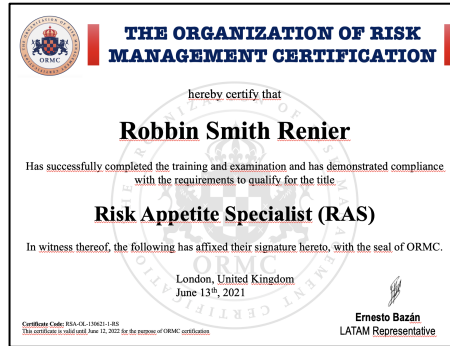 THE ORGANIZATION OF RISK
MANAGEMENT CERTIFICATION
ORMC
hereby certify that
Robbin Smith Renier
Has successfully completed the training and examination and has demonstrated compliance
with the requirements to qualify for the title
Risk Appetite Specialist (RAS)
In witness thereof, the following has affixed their signature hereto, with the seal of ORMC.
ORMC
London, United Kingdom
June 13th, 2021
Ernesto Bazán
LATAM Representative
Certificate Code: RSA-OL-130621-1-RS
This certificate is valid until June 12, 2022 for the purpose of ORMC certification